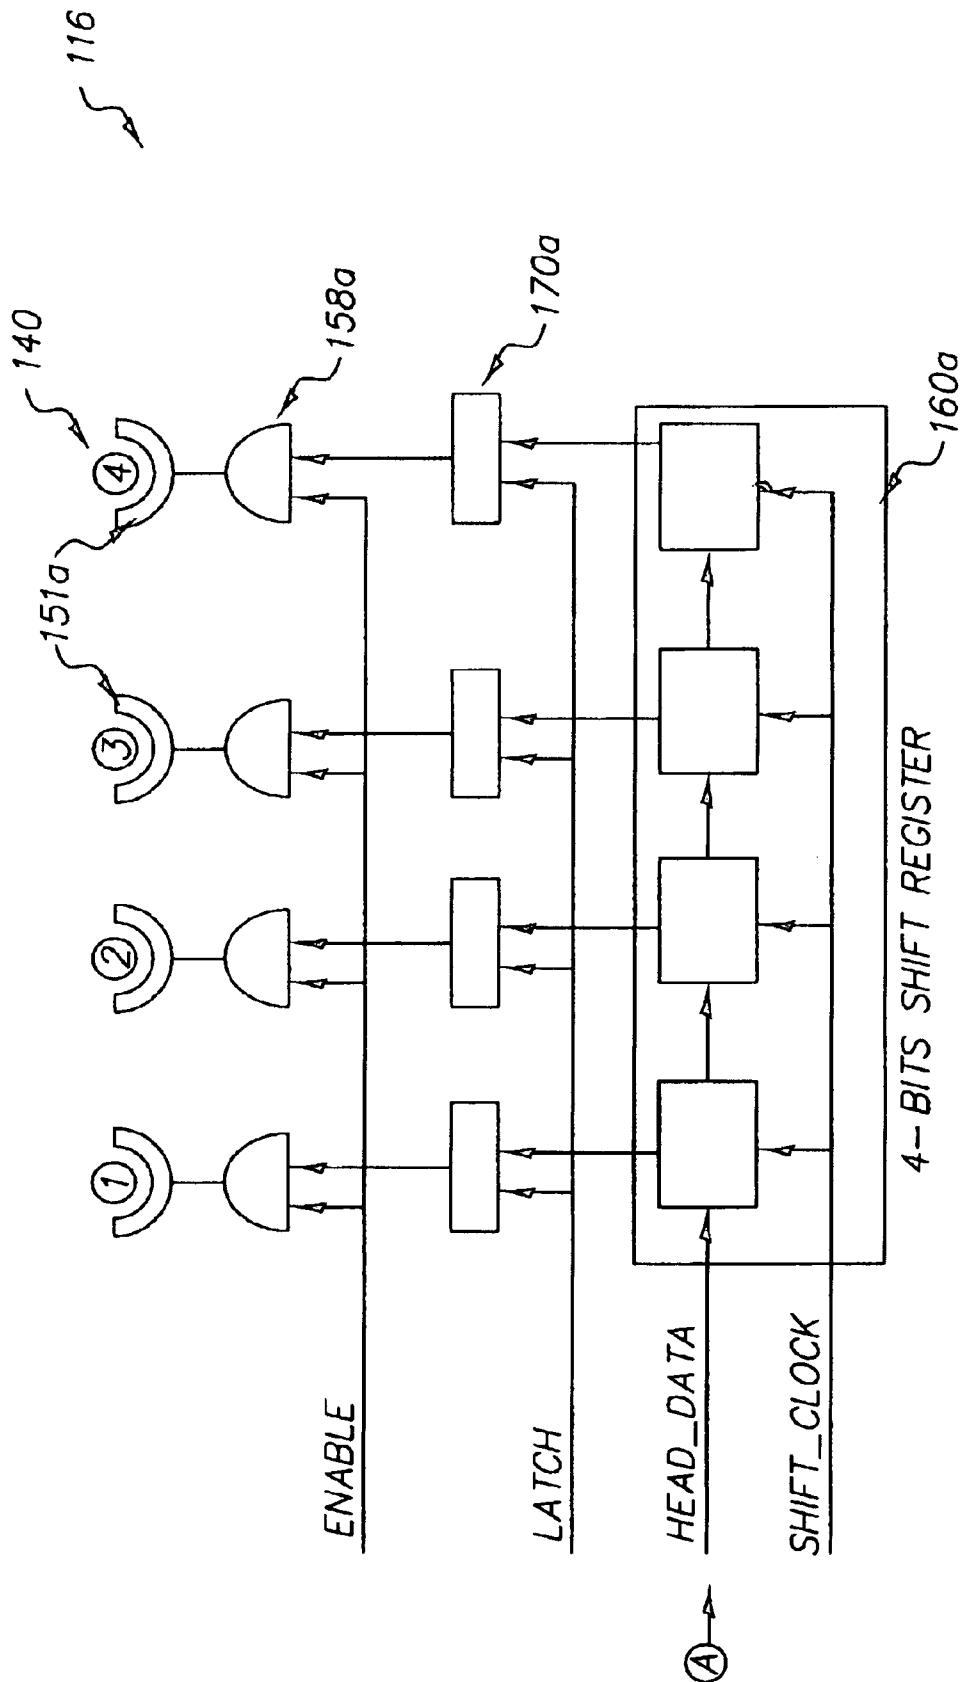 116
140
① ② ③ ④
151a
158a
ENABLE
170a
LATCH
Ⓐ
HEAD_DATA
SHIFT_CLOCK
160a
4-BITS SHIFT REGISTER